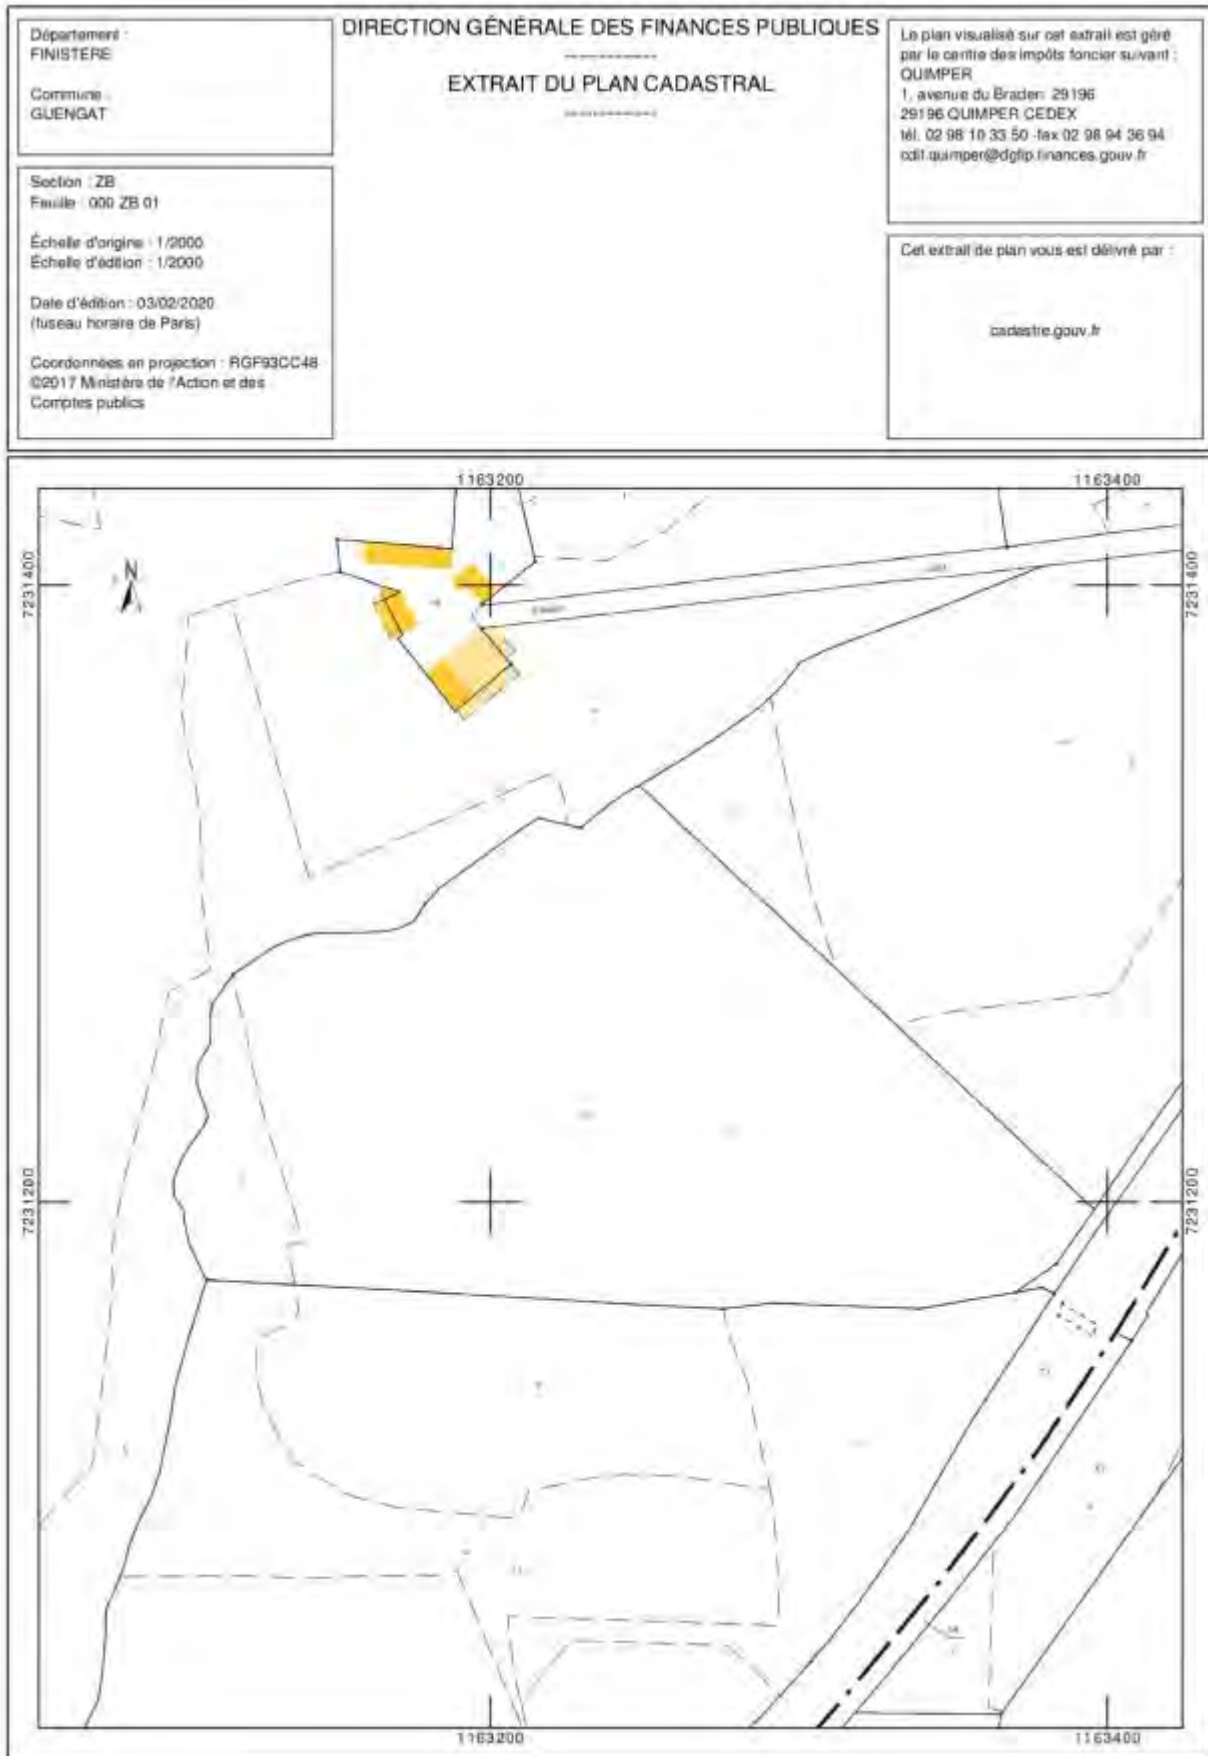 Département :
FINISTERE
Commune :
GUENGAT
Section : ZB
Feuille : 000 ZB 01
Échelle d'origine : 1/2000
Échelle d'édition : 1/2000
Date d'édition : 03/02/2020
(fuseau horaire de Paris)
Coordonnées en projection : RGF93CC48
©2017 Ministère de l'Action et des
Comptes publics
DIRECTION GÉNÉRALE DES FINANCES PUBLIQUES
EXTRAIT DU PLAN CADASTRAL
Le plan visualisé sur cet extrait est géré
par le centre des impôts foncier suivant :
QUIMPER
1, avenue du Braden 29196
29196 QUIMPER CEDEX
tél. 02 98 10 33 50 -fax 02 98 94 36 94
cdif.quimper@dgfip.finances.gouv.fr
Cet extrait de plan vous est délivré par :
cadastre.gouv.fr
1163200
1163400
7231400
N
7231400
7231200
7231200
1163200
1163400